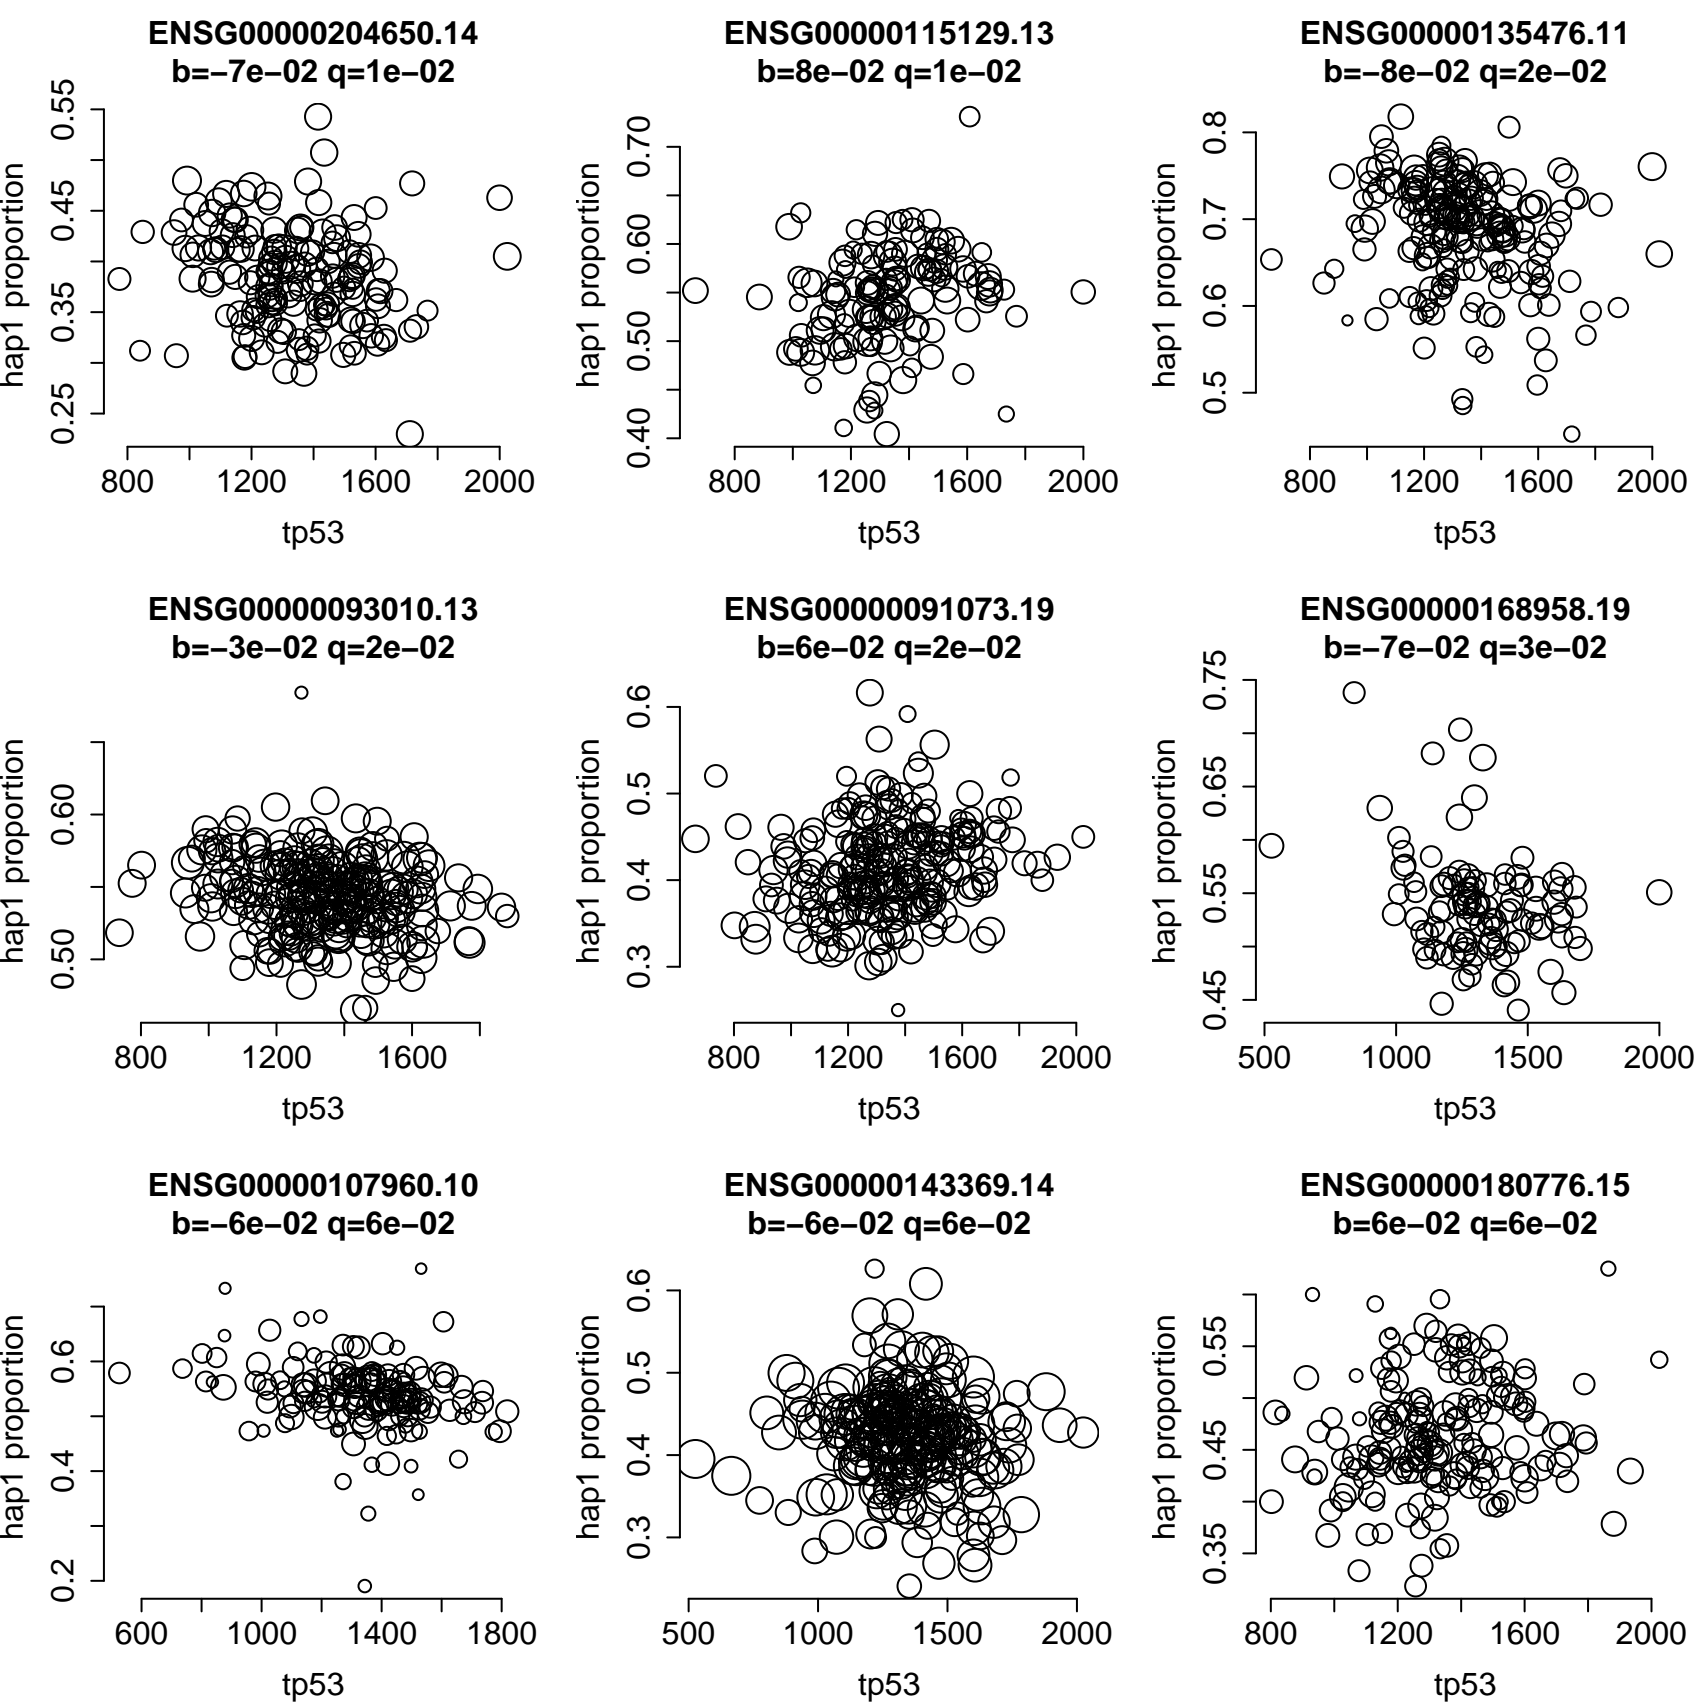 ENSG00000204650.14
b=−7e−02 q=1e−02
hap1 proportion
0.25 0.35 0.45 0.55
800 1200 1600 2000
tp53
ENSG00000115129.13
b=8e−02 q=1e−02
hap1 proportion
0.40 0.50 0.60 0.70
800 1200 1600 2000
tp53
ENSG00000135476.11
b=−8e−02 q=2e−02
hap1 proportion
0.5 0.6 0.7 0.8
800 1200 1600 2000
tp53
ENSG00000093010.13
b=−3e−02 q=2e−02
hap1 proportion
0.50 0.60
800 1200 1600
tp53
ENSG00000091073.19
b=6e−02 q=2e−02
hap1 proportion
0.3 0.4 0.5 0.6
800 1200 1600 2000
tp53
ENSG00000168958.19
b=−7e−02 q=3e−02
hap1 proportion
0.45 0.55 0.65 0.75
500 1000 1500 2000
tp53
ENSG00000107960.10
b=−6e−02 q=6e−02
hap1 proportion
0.2 0.4 0.6
600 1000 1400 1800
tp53
ENSG00000143369.14
b=−6e−02 q=6e−02
hap1 proportion
0.3 0.4 0.5 0.6
500 1000 1500 2000
tp53
ENSG00000180776.15
b=6e−02 q=6e−02
hap1 proportion
0.35 0.45 0.55
800 1200 1600 2000
tp53